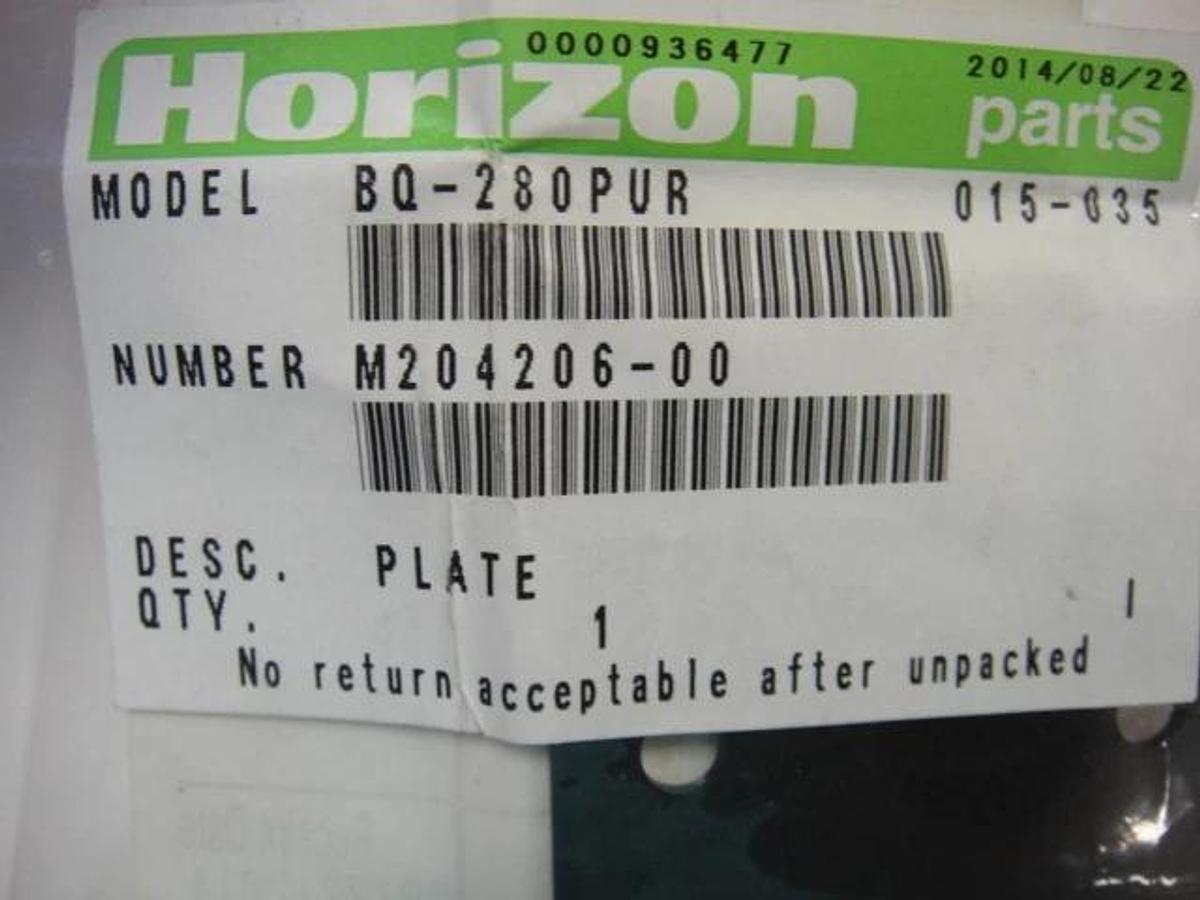 0000936477
2014/08/22
Horizon parts
MODEL BQ-280PUR 015-035
NUMBER M204206-00
DESC. PLATE
QTY. 1 I
No return acceptable after unpacked